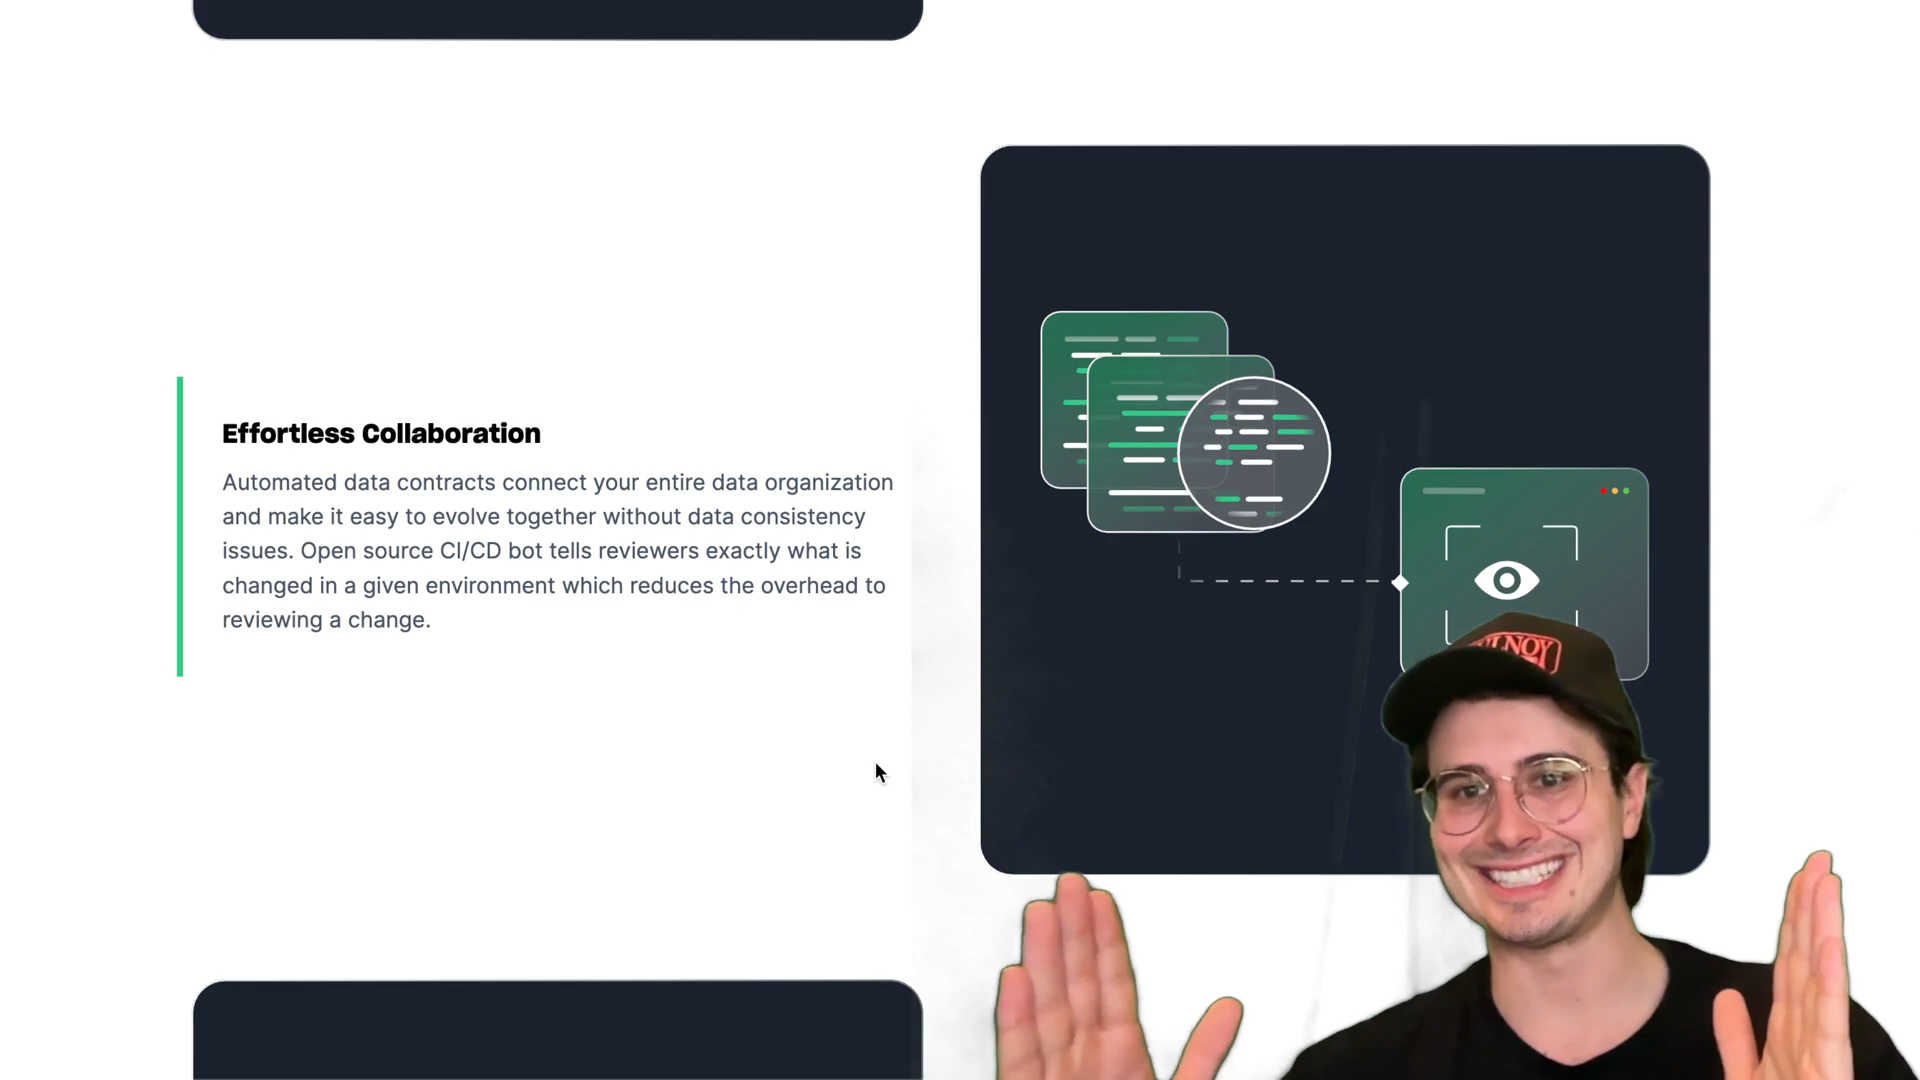 Effortless Collaboration
Automated data contracts connect your entire data organization
and make it easy to evolve together without data consistency
issues. Open source CI/CD bot tells reviewers exactly what is
changed in a given environment which reduces the overhead to
reviewing a change.